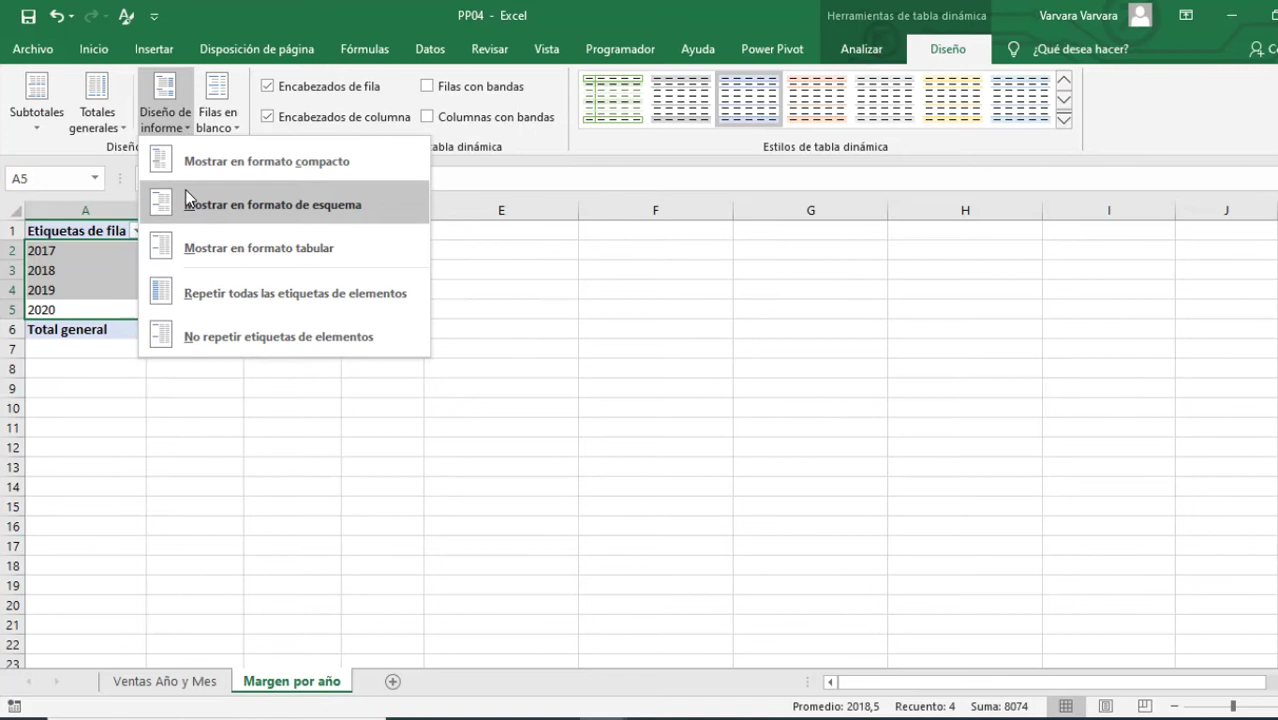 PP04 - Excel
Herramientas de tabla dinámica
Varvara Varvara
Archivo Inicio Insertar Disposición de página Fórmulas Datos Revisar Vista Programador Ayuda Power Pivot Analizar Diseño ¿Qué desea hacer? Co
Subtotales
Totales generales
Diseño de informe
Filas en blanco
Encabezados de fila
Filas con bandas
Encabezados de columna
Columnas con bandas
Diseñ
tabla dinámica
Estilos de tabla dinámica
Mostrar en formato compacto
ostrar en formato de esquema
Mostrar en formato tabular
Repetir todas las etiquetas de elementos
No repetir etiquetas de elementos
A5
A E F G H I J
1 Etiquetas de fila
2 2017
3 2018
4 2019
5 2020
6 Total general
7
8
9
10
11
12
13
14
15
16
17
18
19
20
21
22
23
Ventas Año y Mes Margen por año
Promedio: 2018,5 Recuento: 4 Suma: 8074